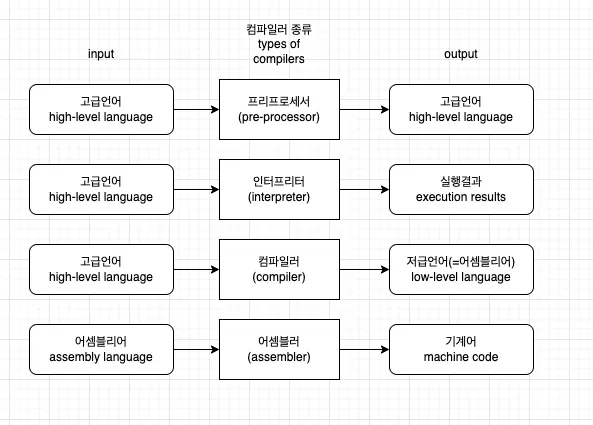 컴파일러 종류
types of
compilers
input
output
고급언어
high-level language
프리프로세서
(pre-processor)
고급언어
high-level language
고급언어
high-level language
인터프리터
(interpreter)
실행결과
execution results
고급언어
high-level language
컴파일러
(compiler)
저급언어(=어셈블리어)
low-level language
어셈블리어
assembly language
어셈블러
(assembler)
기계어
machine code